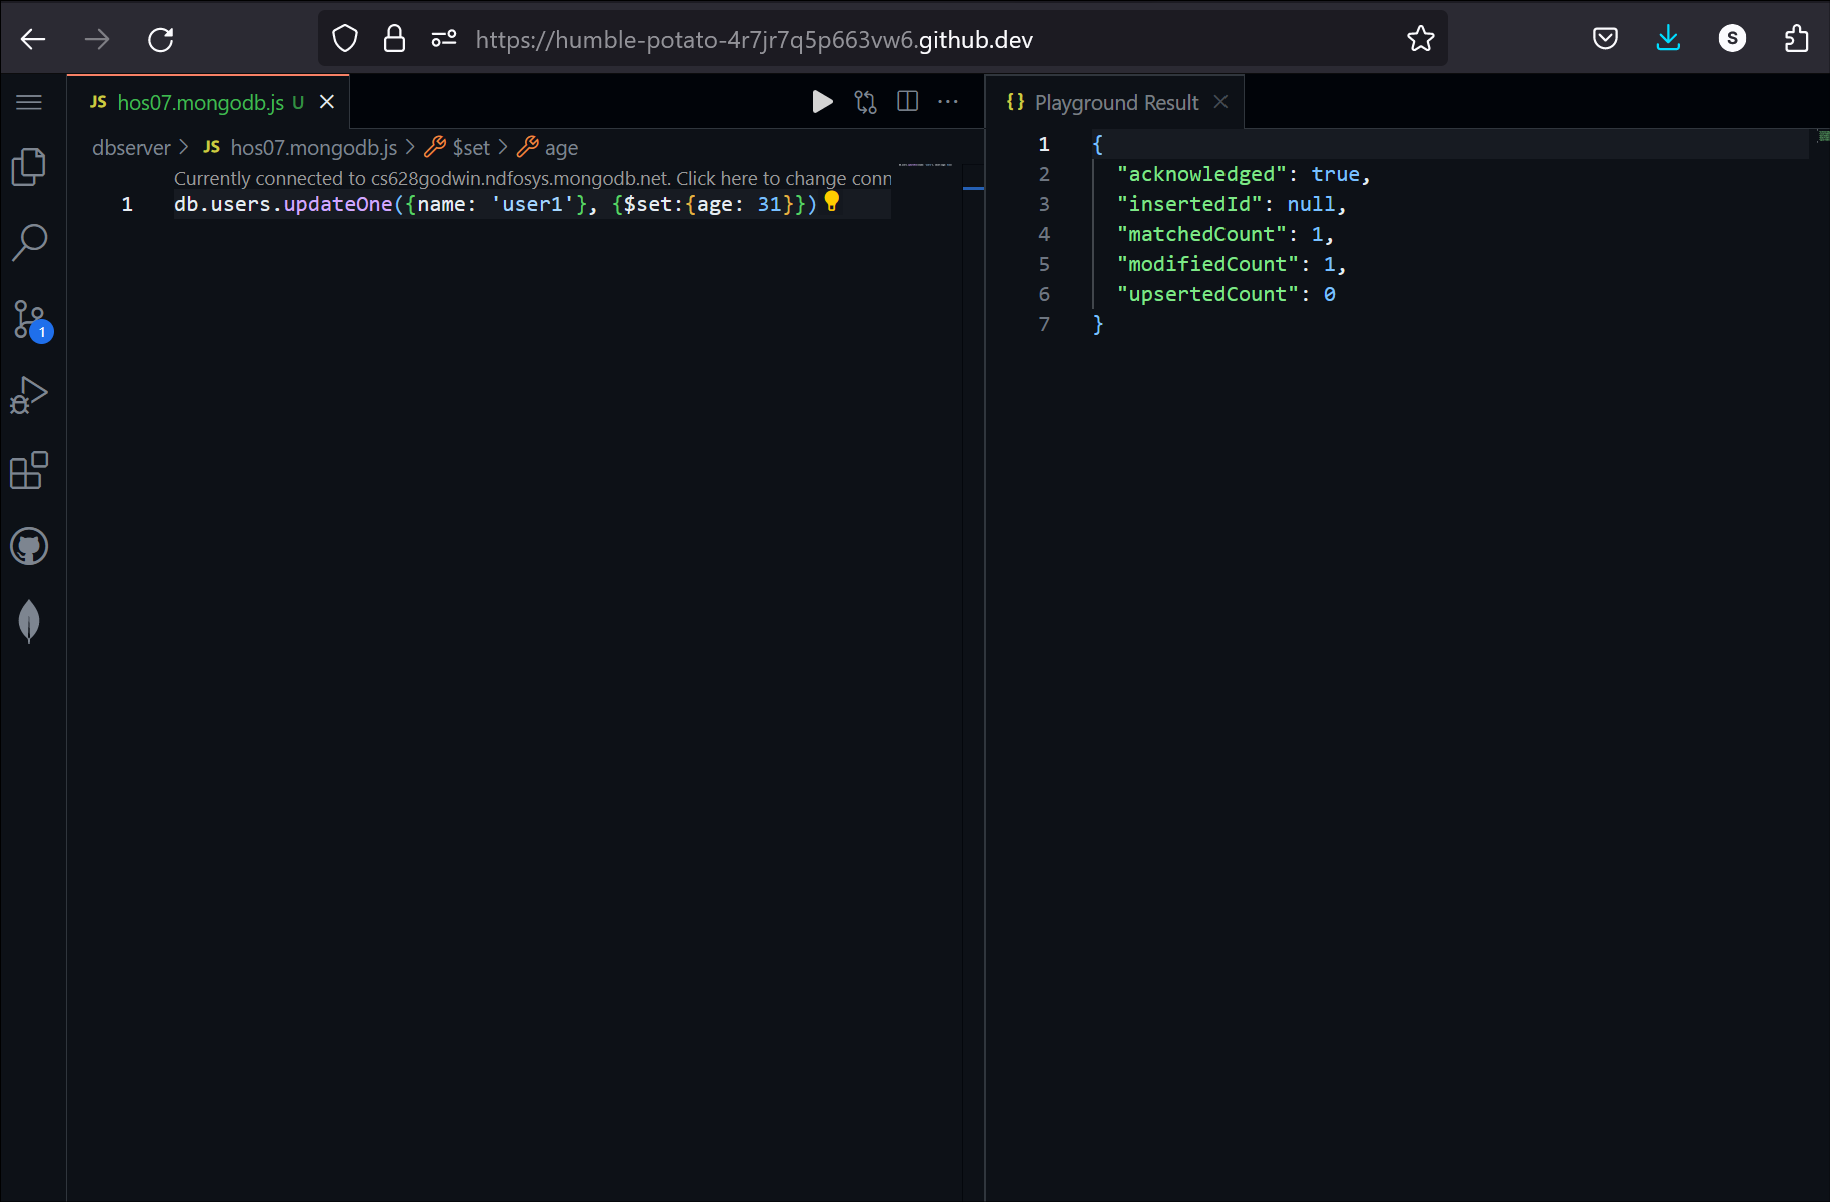 https://humble-potato-4r7jr7q5p663vw6.github.dev
S
JS hos07.mongodb.js U
dbserver > JS hos07.mongodb.js > $set > age
Currently connected to cs628godwin.ndfosys.mongodb.net. Click here to change conn
1 db.users.updateOne({name: 'user1'}, {$set:{age: 31}})
1
{} Playground Result
1 {
2 "acknowledged": true,
3 "insertedId": null,
4 "matchedCount": 1,
5 "modifiedCount": 1,
6 "upsertedCount": 0
7 }